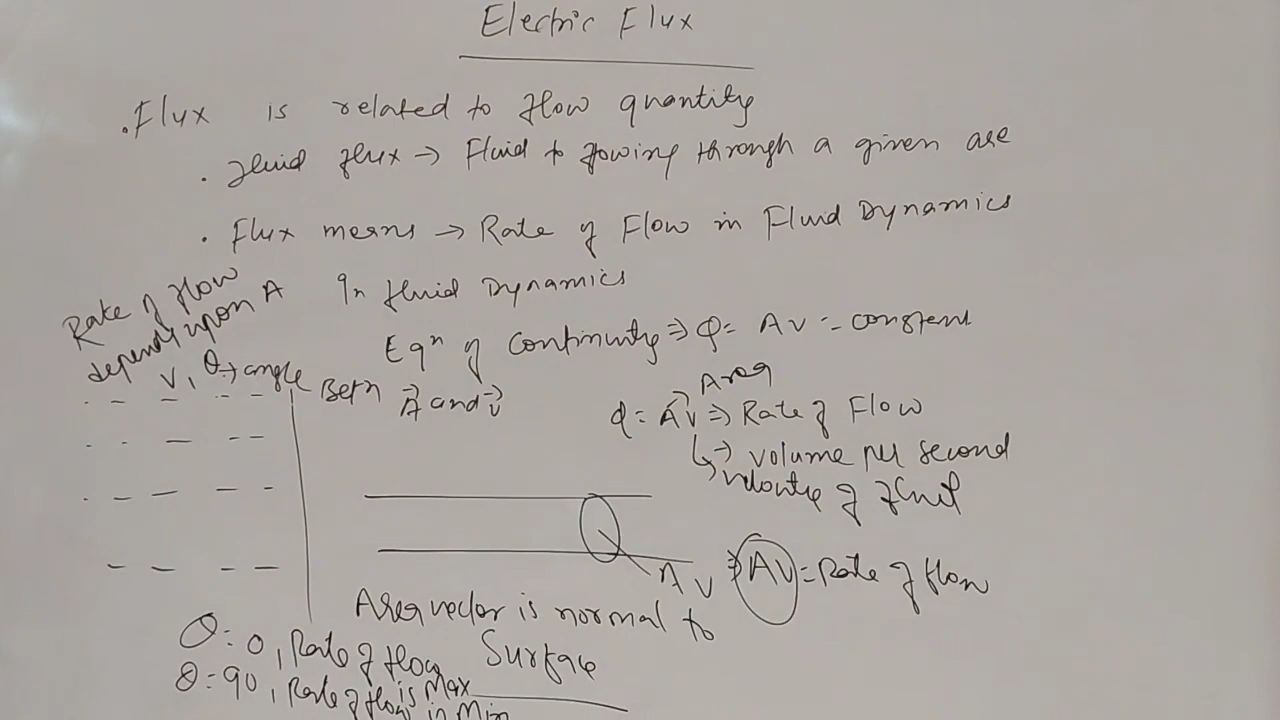 Electric Flux
. Flux is related to flow quantity
. fluid flux → Fluid to flowing through a given are
. Flux means → Rate of Flow in Fluid Dynamics
Rate of flow
depends upon A
V, θ → angle Betn A⃗ and v⃗
In fluid Dynamics
Eqn of continuity ⇒ Q = AV = constant
→ Area
Q = AV ⇒ Rate of Flow
→ volume per second
→ velocity of fluid
AV ⇒ AV = Rate of flow
Area vector is normal to
Surface
θ = 0, Rate of flow
is Max
θ = 90, Rate of flow is Min